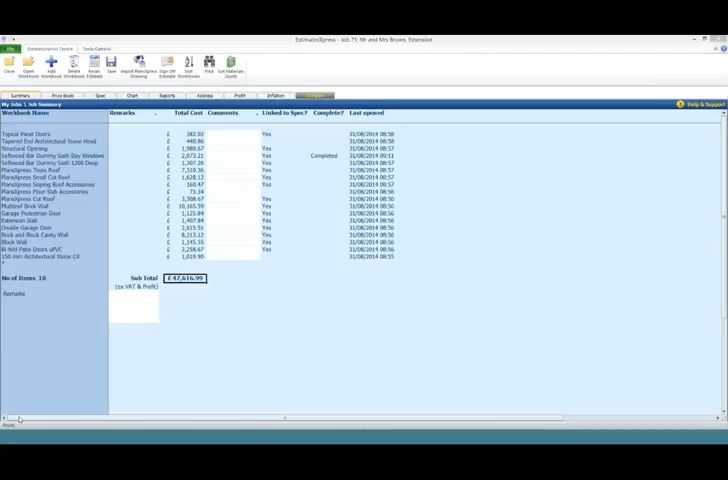 EstimatorXpress - Job 71: Mr and Mrs Brown, Extension
File EstimatorXpress Toolkit Tools/Options
Close Open Workbook Add Workbook Delete Workbook Recalc Estimate Save Import PlansXpress Drawing Sign Off Estimate Sort Workbooks Print Get Materials Quote
Summary Price Book Spec Chart Reports Address Profit Inflation
My Jobs \ Job Summary Help & Support
Workbook Name Remarks . Total Cost Comments . Linked to Spec? Complete? Last opened
Typical Panel Doors £ 382.02 Yes 31/08/2014 08:58
Tapered End Architectural Stone Head £ 440.86 31/08/2014 08:58
Structural Opening £ 1,580.67 Yes 31/08/2014 08:57
Softwood Bar Dummy Sash Bay Windows £ 2,073.21 Yes Completed 31/08/2014 09:11
Softwood Bar Dummy Sash 1200 Deep £ 1,307.26 Yes 31/08/2014 08:57
PlansXpress Truss Roof £ 7,310.36 Yes 31/08/2014 08:57
PlansXpress Small Cut Roof £ 1,628.12 Yes 31/08/2014 08:57
PlansXpress Sloping Roof Accessories £ 160.47 Yes 31/08/2014 08:57
PlansXpress Floor Slab Accessories £ 73.34 31/08/2014 08:56
PlansXpress Cut Roof £ 3,308.67 Yes 31/08/2014 08:56
Multileaf Brick Wall £ 10,165.59 Yes 31/08/2014 08:56
Garage Pedestrian Door £ 1,125.84 Yes 31/08/2014 08:56
Extension Slab £ 1,407.84 Yes 31/08/2014 08:56
Double Garage Door £ 2,615.51 Yes 31/08/2014 08:56
Brick and Block Cavity Wall £ 8,213.12 Yes 31/08/2014 08:56
Block Wall £ 1,145.55 Yes 31/08/2014 08:56
Bi-fold Patio Doors uPVC £ 3,258.67 Yes 31/08/2014 08:56
150 mm Architectural Stone Cill £ 1,019.90 Yes 31/08/2014 08:55
*
No of Items 18 Sub Total £ 47,616.99
(ex VAT & Profit)
Remarks
Ready